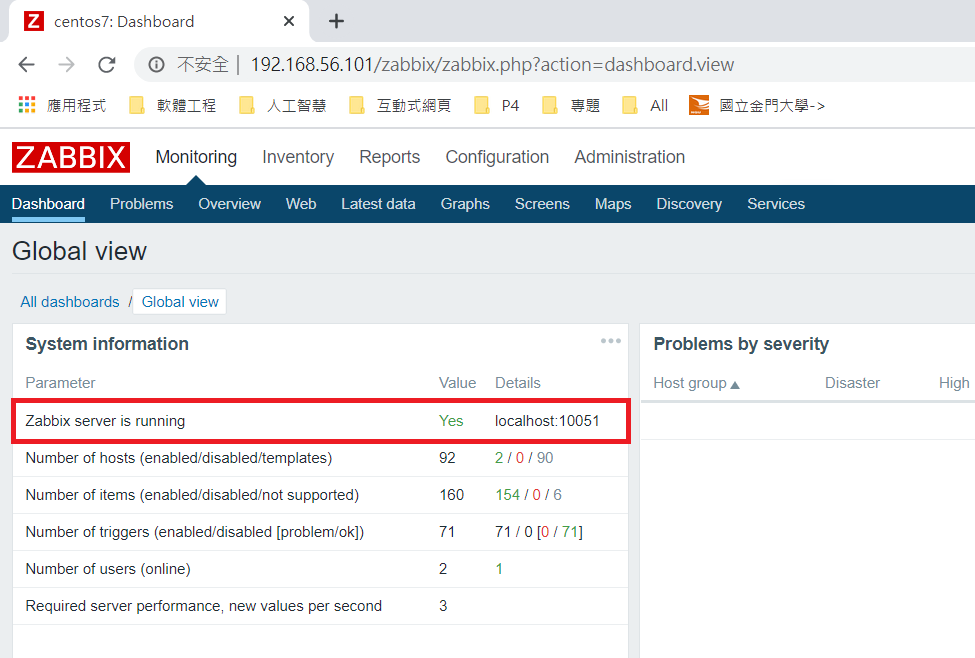 Z centos7: Dashboard
不安全 | 192.168.56.101/zabbix/zabbix.php?action=dashboard.view
應用程式 軟體工程 人工智慧 互動式網頁 P4 專題 All 國立金門大學->
ZABBIX Monitoring Inventory Reports Configuration Administration
Dashboard Problems Overview Web Latest data Graphs Screens Maps Discovery Services
Global view
All dashboards / Global view
System information
Parameter Value Details
Zabbix server is running Yes localhost:10051
Number of hosts (enabled/disabled/templates) 92 2 / 0 / 90
Number of items (enabled/disabled/not supported) 160 154 / 0 / 6
Number of triggers (enabled/disabled [problem/ok]) 71 71 / 0 [0 / 71]
Number of users (online) 2 1
Required server performance, new values per second 3
Problems by severity
Host group ▲ Disaster High